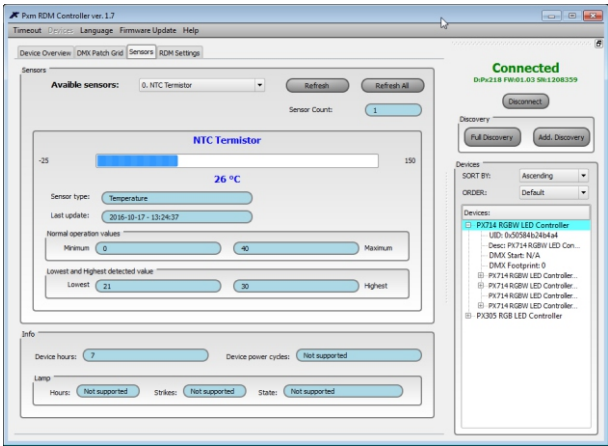 Pxm RDM Controller ver. 1.7
Timeout Devices Language Firmware Update Help
Device Overview DMX Patch Grid Sensors RDM Settings
Sensors
Avaible sensors: 0. NTC Termistor Refresh Refresh All
Sensor Count: 1
NTC Termistor
-25 150
26 °C
Sensor type: Temperature
Last update: 2016-10-17 - 13:24:37
Normal operation values
Minimum 0 40 Maximum
Lowest and Highest detected value
Lowest 21 30 Highest
Info
Device hours: 7 Device power cycles: Not supported
Lamp
Hours: Not supported Strikes: Not supported State: Not supported
Connected
D:Px218 FW:01.03 SN:1208359
Disconnect
Discovery
Full Discovery Add. Discovery
Devices
SORT BY: Ascending
ORDER: Default
Devices:
PX714 RGBW LED Controller
UID: 0x50584b24b4a4
Desc: PX714 RGBW LED Con...
DMX Start: N/A
DMX Footprint: 0
PX714 RGBW LED Controller...
PX714 RGBW LED Controller...
PX714 RGBW LED Controller...
PX714 RGBW LED Controller...
PX305 RGB LED Controller